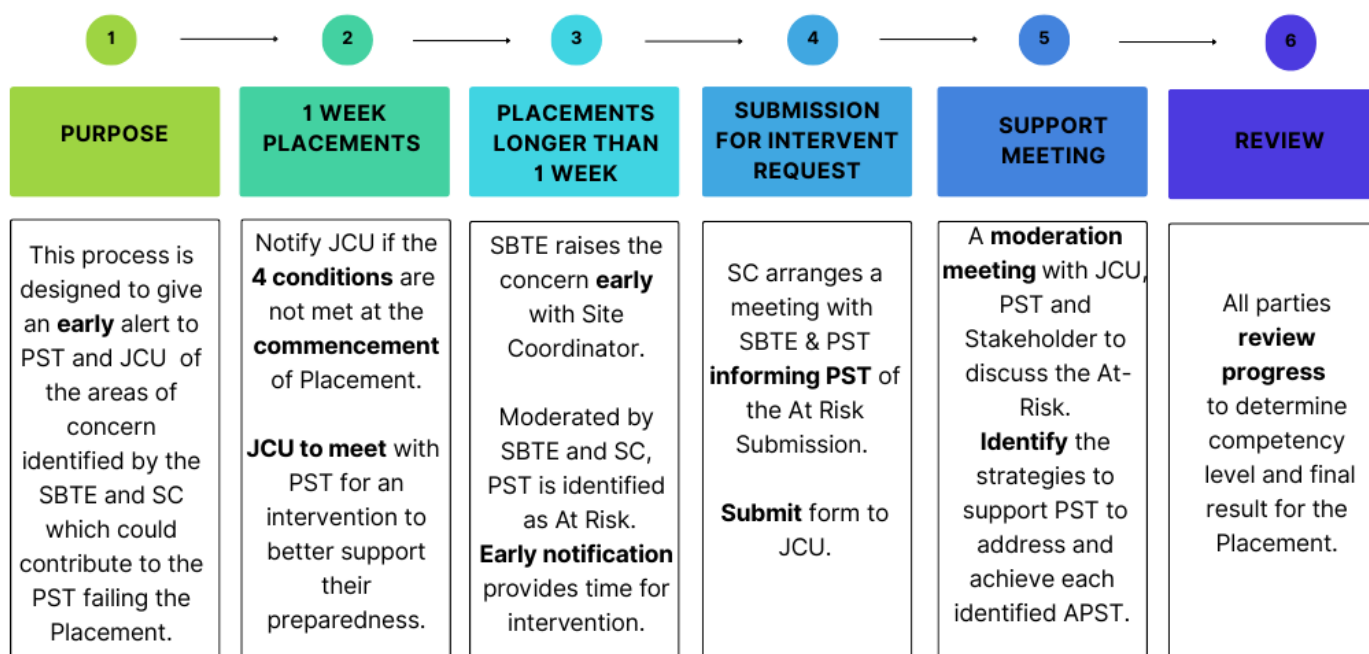 1
2
3
4
5
6
PURPOSE
1 WEEK
PLACEMENTS
PLACEMENTS
LONGER THAN
1 WEEK
SUBMISSION
FOR INTERVENT
REQUEST
SUPPORT
MEETING
REVIEW
This process is
designed to give
an early alert to
PST and JCU of
the areas of
concern
identified by the
SBTE and SC
which could
contribute to the
PST failing the
Placement.
Notify JCU if the
4 conditions are
not met at the
commencement
of Placement.
JCU to meet with
PST for an
intervention to
better support
their
preparedness.
SBTE raises the
concern early
with Site
Coordinator.
Moderated by
SBTE and SC,
PST is identified
as At Risk.
Early notification
provides time for
intervention.
SC arranges a
meeting with
SBTE & PST
informing PST of
the At Risk
Submission.
Submit form to
JCU.
A moderation
meeting with JCU,
PST and
Stakeholder to
discuss the At-
Risk.
Identify the
strategies to
support PST to
address and
achieve each
identified APST.
All parties
review
progress
to determine
competency
level and final
result for the
Placement.